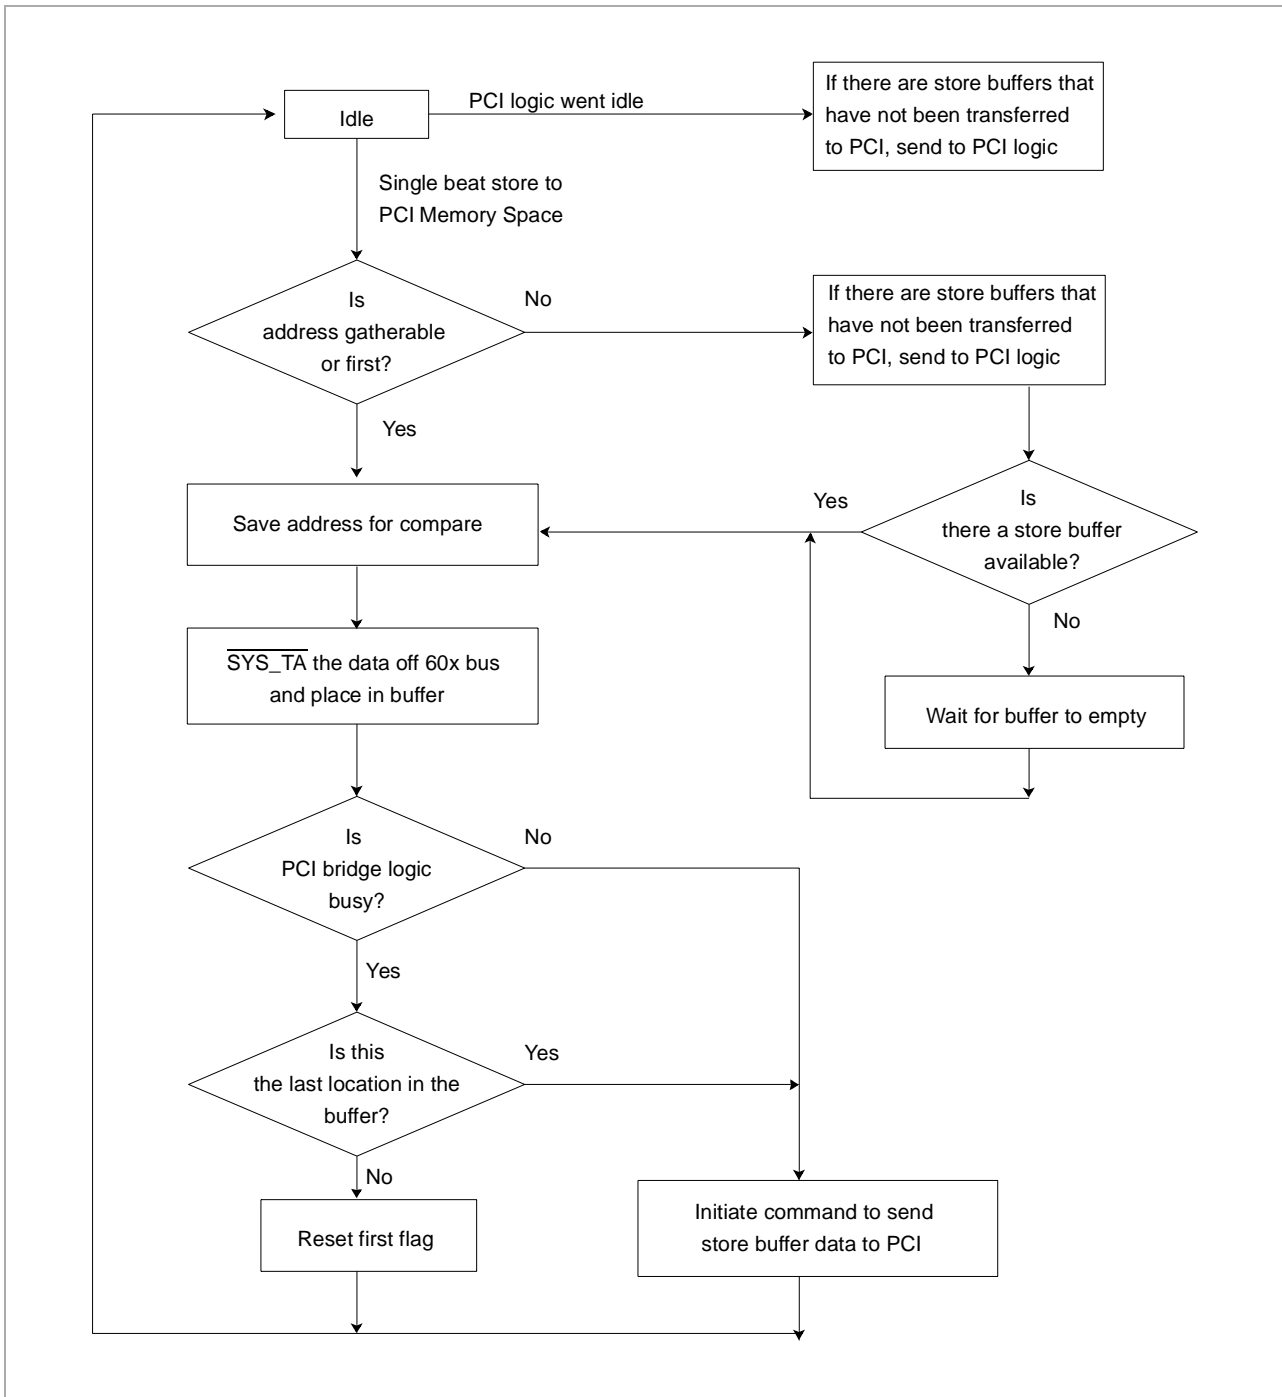 PCI logic went idle
Idle
If there are store buffers that
have not been transferred
to PCI, send to PCI logic
Single beat store to
PCI Memory Space
Is
address gatherable
or first?
No
If there are store buffers that
have not been transferred
to PCI, send to PCI logic
Yes
Save address for compare
Yes
Is
there a store buffer
available?
No
Wait for buffer to empty
SYS_TA the data off 60x bus
and place in buffer
Is
PCI bridge logic
busy?
No
Yes
Is this
the last location in the
buffer?
Yes
No
Reset first flag
Initiate command to send
store buffer data to PCI